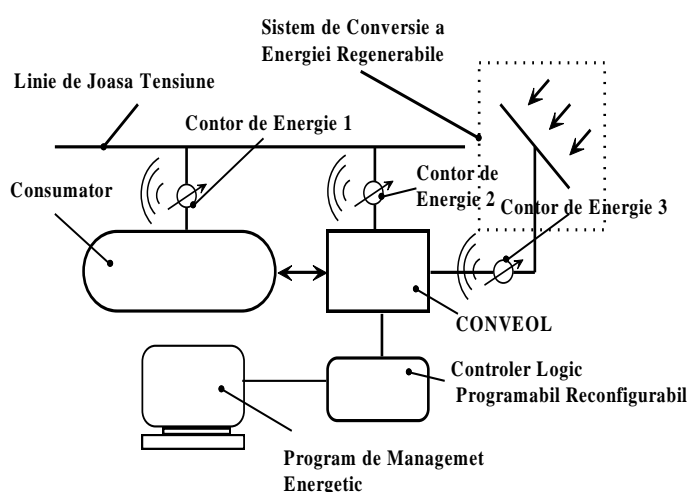 Sistem de Conversie a
Energiei Regenerabile
Linie de Joasa Tensiune
Contor de Energie 1
Contor de
Energie 2
Contor de Energie 3
Consumator
CONVEOL
Controler Logic
Programabil Reconfigurabil
Program de Managemet
Energetic